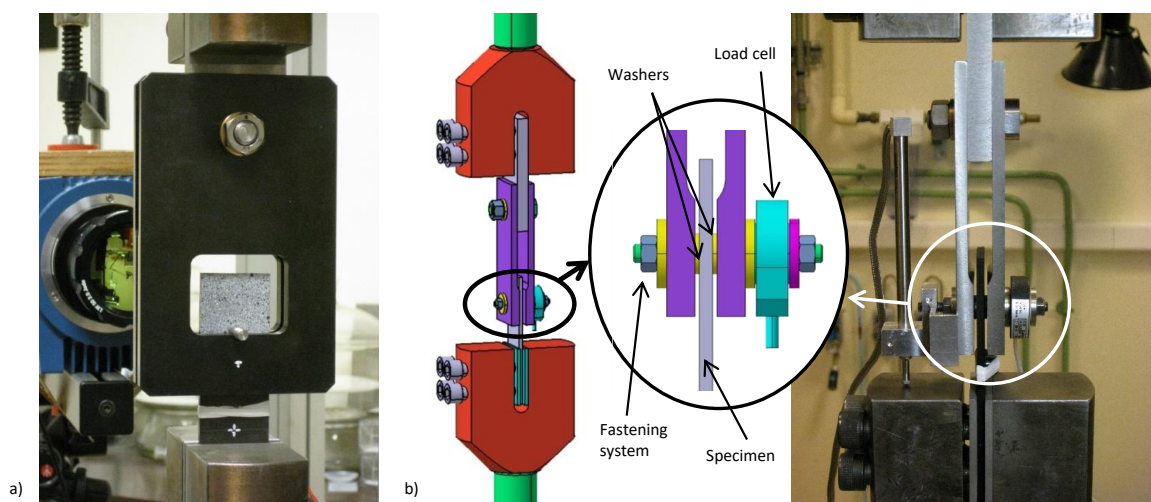 Washers
Load cell
Fastening
system
Specimen
a)
b)